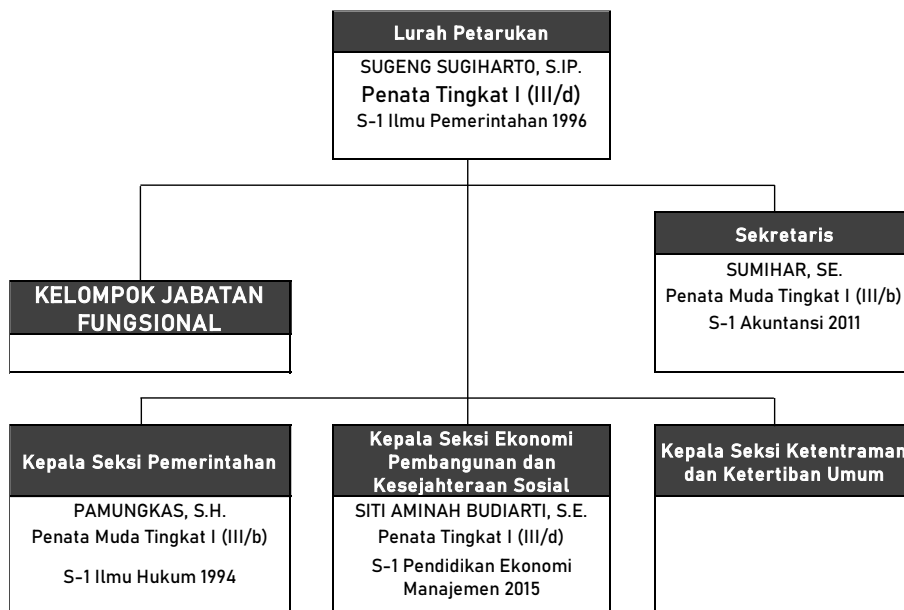 Lurah Petarukan
SUGENG SUGIHARTO, S.IP.
Penata Tingkat I (III/d)
S-1 Ilmu Pemerintahan 1996
Sekretaris
SUMIHAR, SE.
Penata Muda Tingkat I (III/b)
S-1 Akuntansi 2011
KELOMPOK JABATAN
FUNGSIONAL
Kepala Seksi Pemerintahan
PAMUNGKAS, S.H.
Penata Muda Tingkat I (III/b)
S-1 Ilmu Hukum 1994
Kepala Seksi Ekonomi
Pembangunan dan
Kesejahteraan Sosial
SITI AMINAH BUDIARTI, S.E.
Penata Tingkat I (III/d)
S-1 Pendidikan Ekonomi
Manajemen 2015
Kepala Seksi Ketentraman
dan Ketertiban Umum